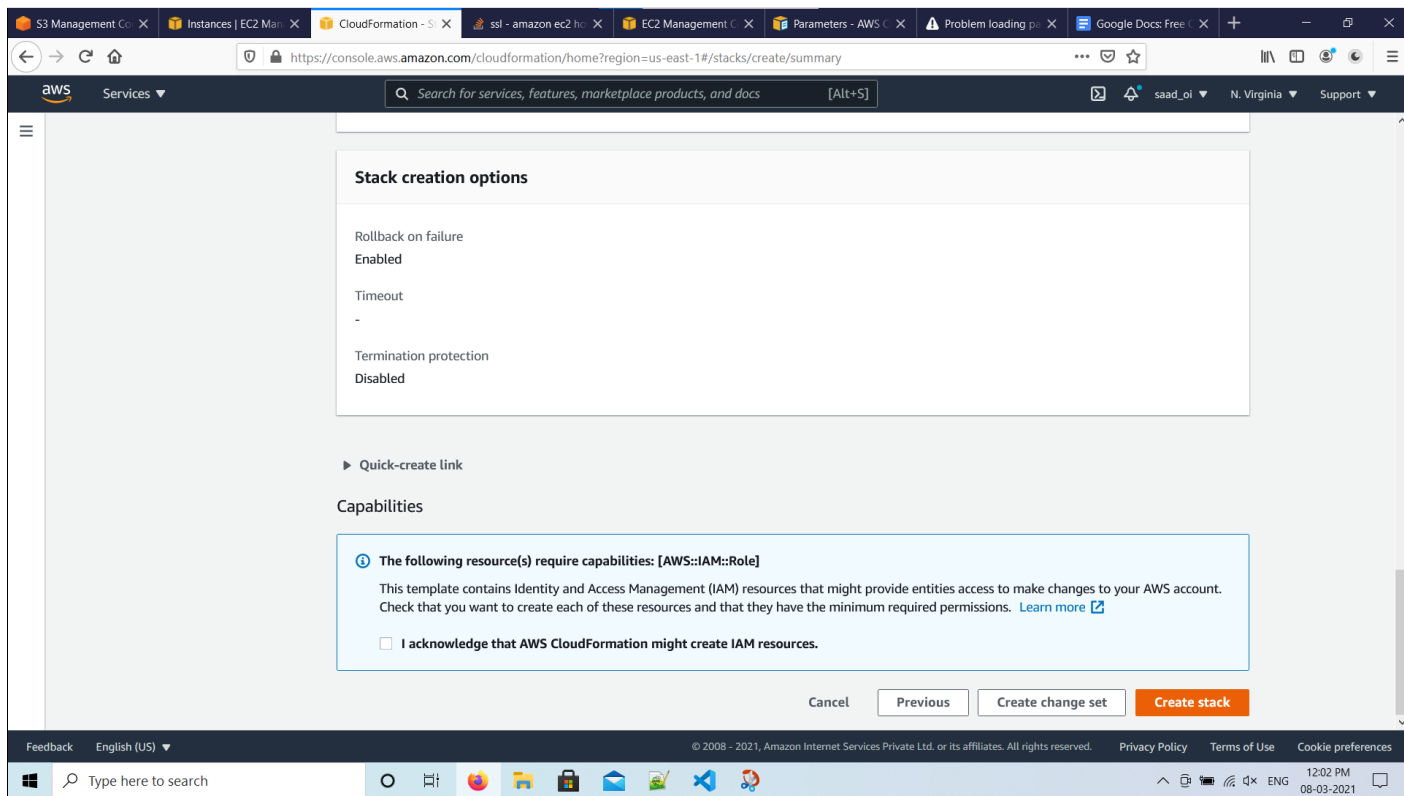 S3 Management Co
Instances | EC2 Man
CloudFormation - St
ssl - amazon ec2 ho
EC2 Management C
Parameters - AWS C
Problem loading pa
Google Docs: Free C
https://console.aws.amazon.com/cloudformation/home?region=us-east-1#/stacks/create/summary
aws
Services
Search for services, features, marketplace products, and docs
[Alt+S]
saad_oi
N. Virginia
Support
Stack creation options
Rollback on failure
Enabled
Timeout
-
Termination protection
Disabled
Quick-create link
Capabilities
The following resource(s) require capabilities: [AWS::IAM::Role]
This template contains Identity and Access Management (IAM) resources that might provide entities access to make changes to your AWS account.
Check that you want to create each of these resources and that they have the minimum required permissions. Learn more
I acknowledge that AWS CloudFormation might create IAM resources.
Cancel
Previous
Create change set
Create stack
Feedback
English (US)
© 2008 - 2021, Amazon Internet Services Private Ltd. or its affiliates. All rights reserved.
Privacy Policy
Terms of Use
Cookie preferences
Type here to search
ENG
12:02 PM
08-03-2021